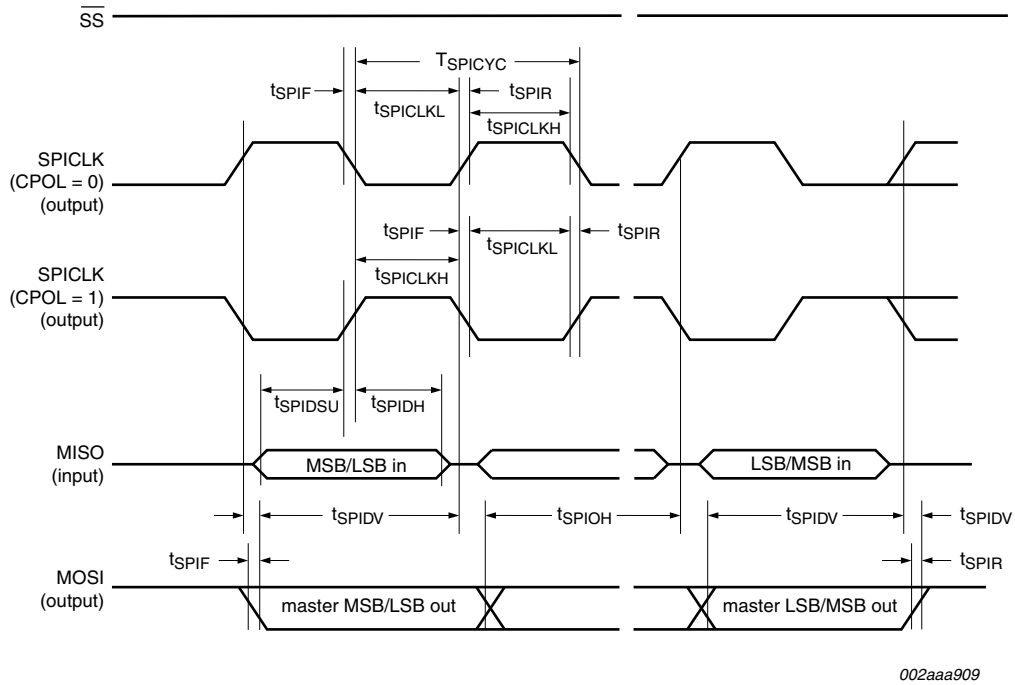 SS
TSPICYC
tSPIF
tSPICLKL
tSPIR
tSPICLKH
SPICLK
(CPOL = 0)
(output)
tSPIF
tSPICLKL
tSPIR
tSPICLKH
SPICLK
(CPOL = 1)
(output)
tSPIDSU
tSPIDH
MISO
(input)
MSB/LSB in
LSB/MSB in
tSPIDV
tSPIOH
tSPIDV
tSPIDV
tSPIF
tSPIR
MOSI
(output)
master MSB/LSB out
master LSB/MSB out
002aaa909